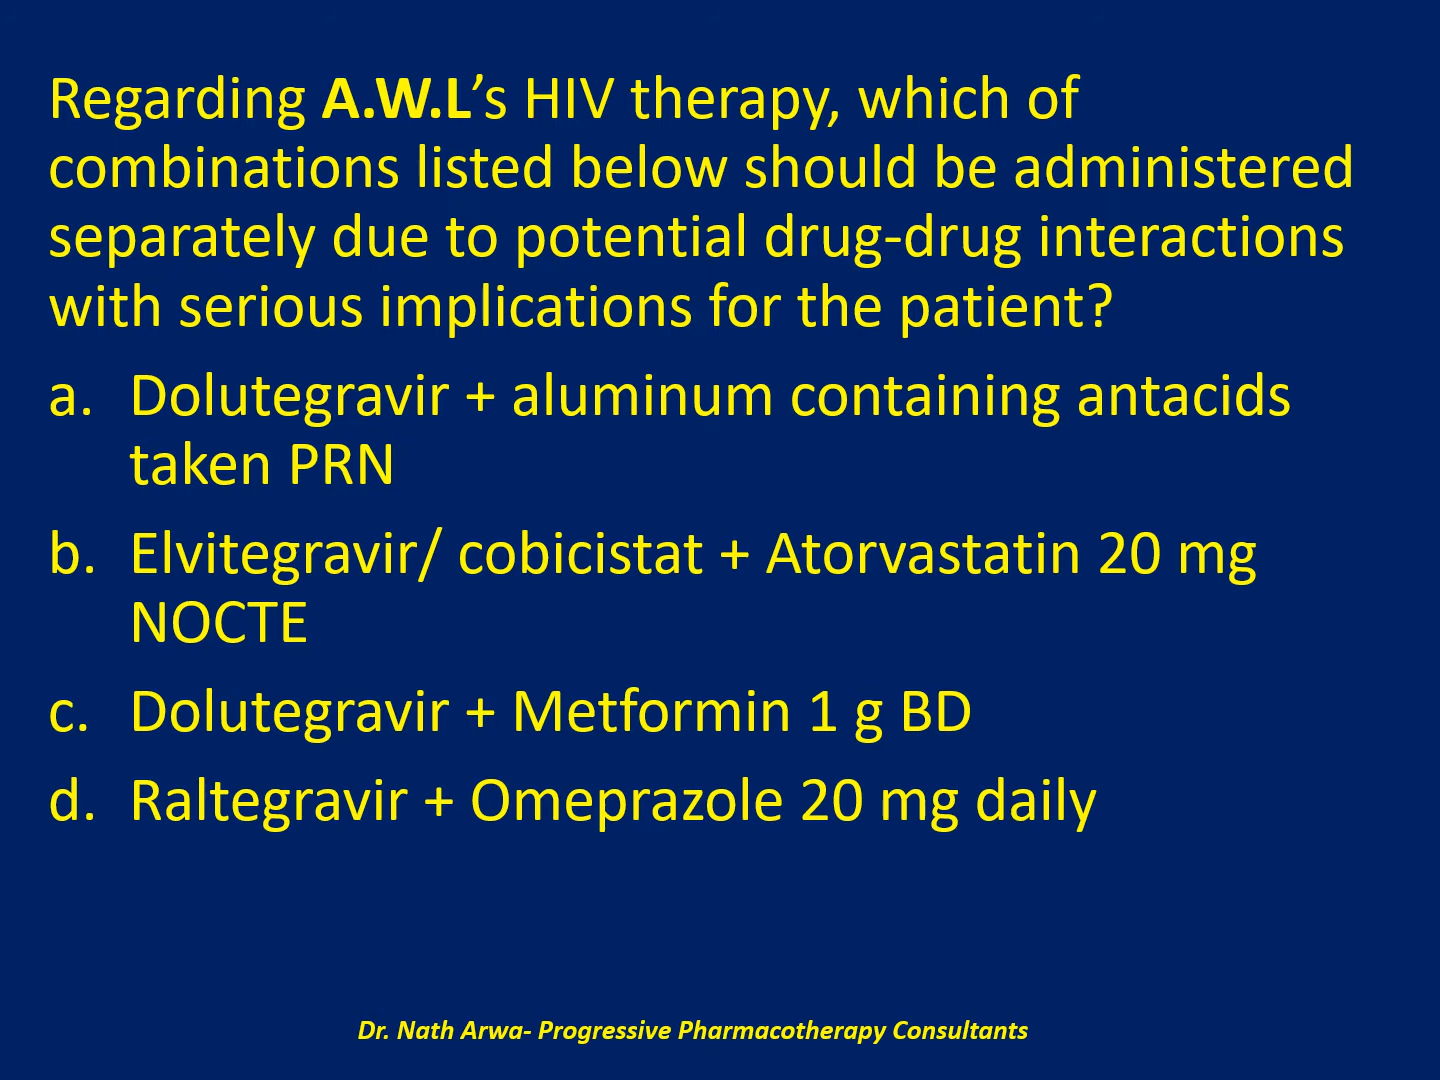 Regarding A.W.L’s HIV therapy, which of
combinations listed below should be administered
separately due to potential drug-drug interactions
with serious implications for the patient?
a. Dolutegravir + aluminum containing antacids
taken PRN
b. Elvitegravir/ cobicistat + Atorvastatin 20 mg
NOCTE
c. Dolutegravir + Metformin 1 g BD
d. Raltegravir + Omeprazole 20 mg daily
Dr. Nath Arwa- Progressive Pharmacotherapy Consultants